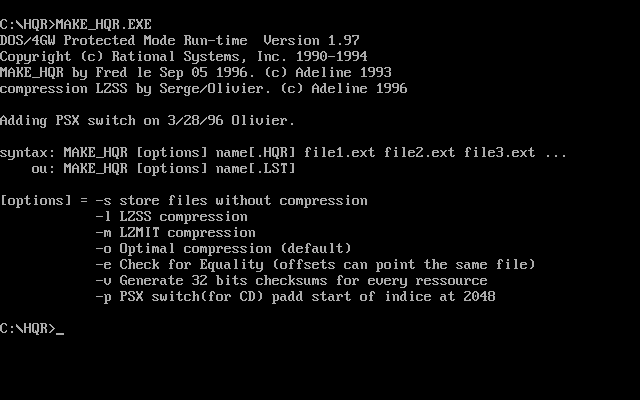 C:\HQR>MAKE_HQR.EXE
DOS/4GW Protected Mode Run-time  Version 1.97
Copyright (c) Rational Systems, Inc. 1990-1994
MAKE_HQR by Fred le Sep 05 1996. (c) Adeline 1993
compression LZSS by Serge/Olivier. (c) Adeline 1996
Adding PSX switch on 3/28/96 Olivier.
syntax: MAKE_HQR [options] name[.HQR] file1.ext file2.ext file3.ext ...
ou: MAKE_HQR [options] name[.LST]
[options] = -s store files without compression
-l LZSS compression
-m LZMIT compression
-o Optimal compression (default)
-e Check for Equality (offsets can point the same file)
-v Generate 32 bits checksums for every ressource
-p PSX switch(for CD) padd start of indice at 2048
C:\HQR>_